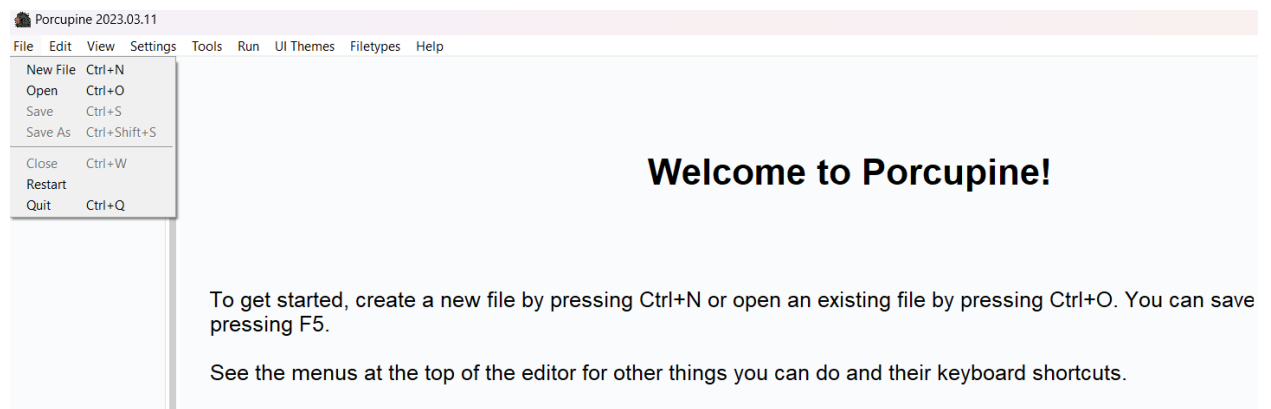 Porcupine 2023.03.11
File Edit View Settings Tools Run UI Themes Filetypes Help
New File Ctrl+N
Open Ctrl+O
Save Ctrl+S
Save As Ctrl+Shift+S
Close Ctrl+W
Restart
Quit Ctrl+Q
Welcome to Porcupine!
To get started, create a new file by pressing Ctrl+N or open an existing file by pressing Ctrl+O. You can save
pressing F5.
See the menus at the top of the editor for other things you can do and their keyboard shortcuts.